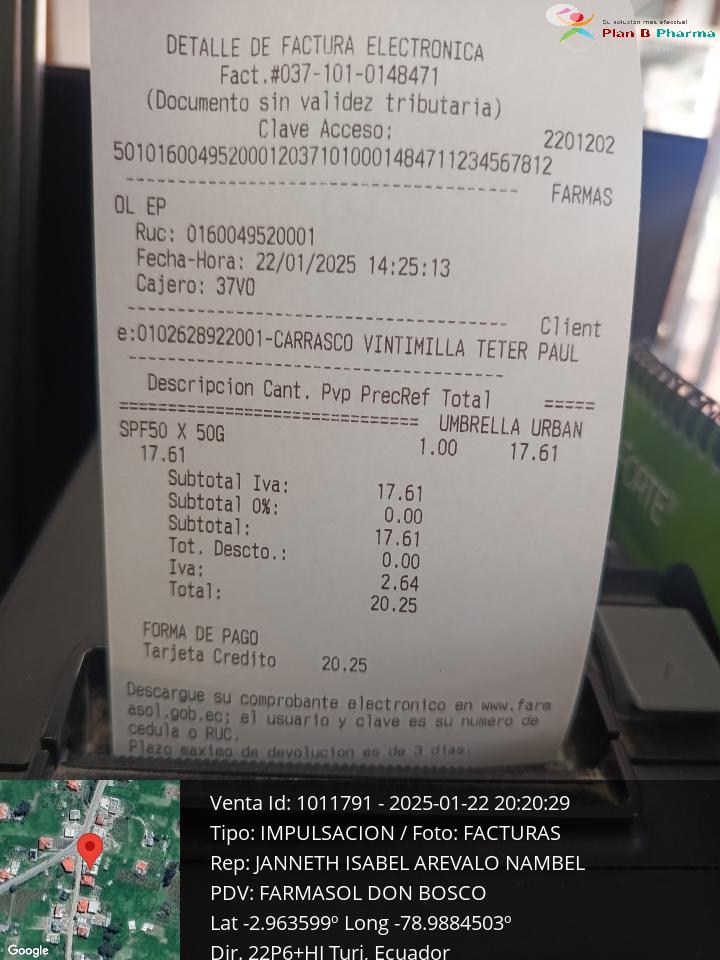 Su solución más efectiva!
Plan B Pharma
DETALLE DE FACTURA ELECTRONICA
Fact.#037-101-0148471
(Documento sin validez tributaria)
Clave Acceso: 2201202
501016004952000120371010001484711234567812
---------------------------------- FARMAS
OL EP
Ruc: 0160049520001
Fecha-Hora: 22/01/2025 14:25:13
Cajero: 37VO
---------------------------------- Client
e:0102628922001-CARRASCO VINTIMILLA TETER PAUL
----------------------------------
Descripcion Cant. Pvp PrecRef Total =====
================================== UMBRELLA URBAN
SPF50 X 50G 1.00 17.61
17.61
Subtotal Iva: 17.61
Subtotal 0%: 0.00
Subtotal: 17.61
Tot. Descto.: 0.00
Iva: 2.64
Total: 20.25
FORMA DE PAGO
Tarjeta Credito 20.25
Descargue su comprobante electronico en www.farm
asol.gob.ec; el usuario y clave es su numero de
cedula o RUC.
Plazo maximo de devolucion es de 3 dias.
ORTE
Google
Venta Id: 1011791 - 2025-01-22 20:20:29
Tipo: IMPULSACION / Foto: FACTURAS
Rep: JANNETH ISABEL AREVALO NAMBEL
PDV: FARMASOL DON BOSCO
Lat -2.963599º Long -78.9884503º
Dir. 22P6+HJ Turi, Ecuador